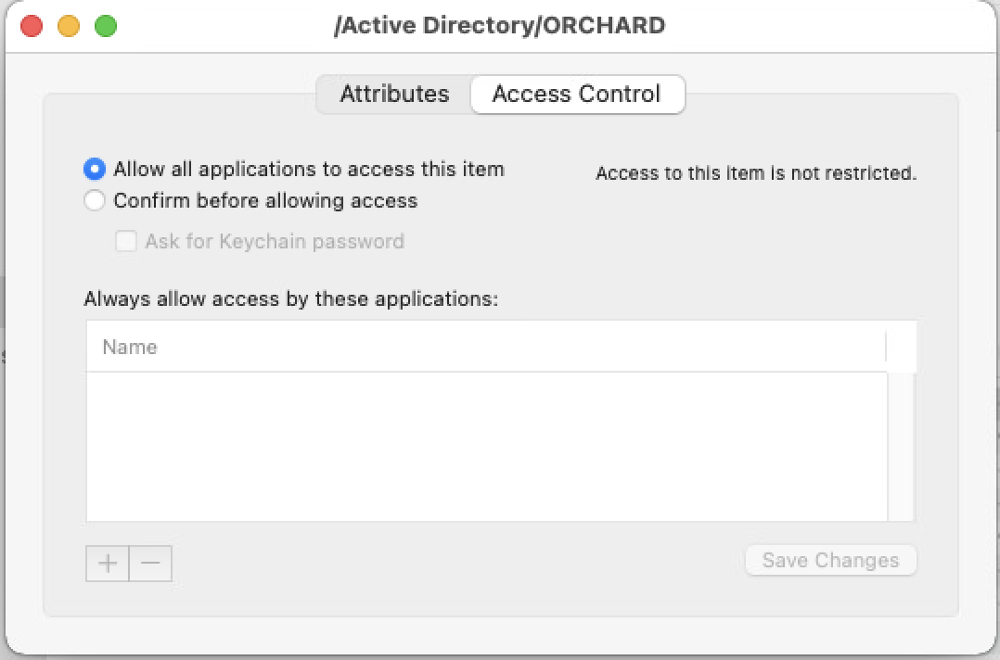 /Active Directory/ORCHARD
Attributes
Access Control
Allow all applications to access this item
Access to this item is not restricted.
Confirm before allowing access
Ask for Keychain password
Always allow access by these applications:
Name
Save Changes